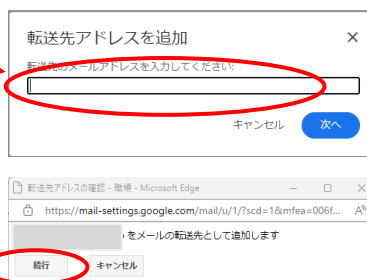 転送先アドレスを追加
転送先のメールアドレスを入力してください:
キャンセル 次へ
転送先アドレスの確認 - 職場 - Microsoft Edge
https://mail-settings.google.com/mail/u/1/?scd=1&mfea=006f...
をメールの転送先として追加します
続行 キャンセル